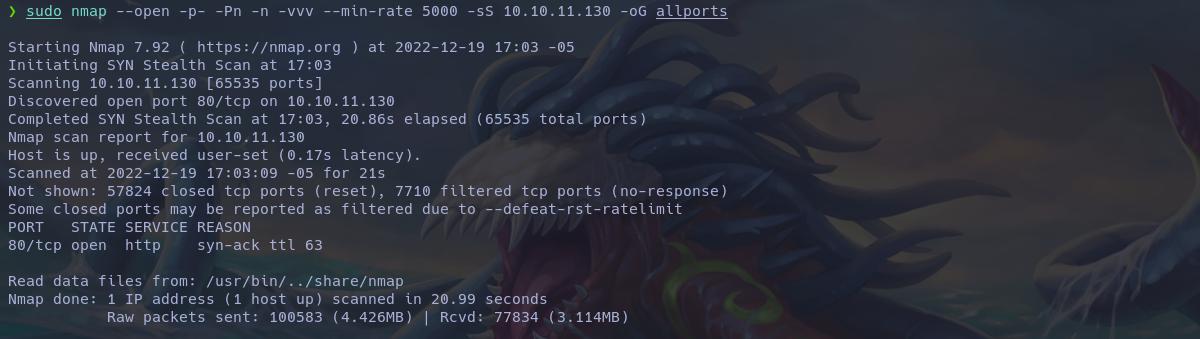 ❯ sudo nmap --open -p- -Pn -n -vvv --min-rate 5000 -sS 10.10.11.130 -oG allports
Starting Nmap 7.92 ( https://nmap.org ) at 2022-12-19 17:03 -05
Initiating SYN Stealth Scan at 17:03
Scanning 10.10.11.130 [65535 ports]
Discovered open port 80/tcp on 10.10.11.130
Completed SYN Stealth Scan at 17:03, 20.86s elapsed (65535 total ports)
Nmap scan report for 10.10.11.130
Host is up, received user-set (0.17s latency).
Scanned at 2022-12-19 17:03:09 -05 for 21s
Not shown: 57824 closed tcp ports (reset), 7710 filtered tcp ports (no-response)
Some closed ports may be reported as filtered due to --defeat-rst-ratelimit
PORT   STATE SERVICE REASON
80/tcp open  http    syn-ack ttl 63
Read data files from: /usr/bin/../share/nmap
Nmap done: 1 IP address (1 host up) scanned in 20.99 seconds
           Raw packets sent: 100583 (4.426MB) | Rcvd: 77834 (3.114MB)